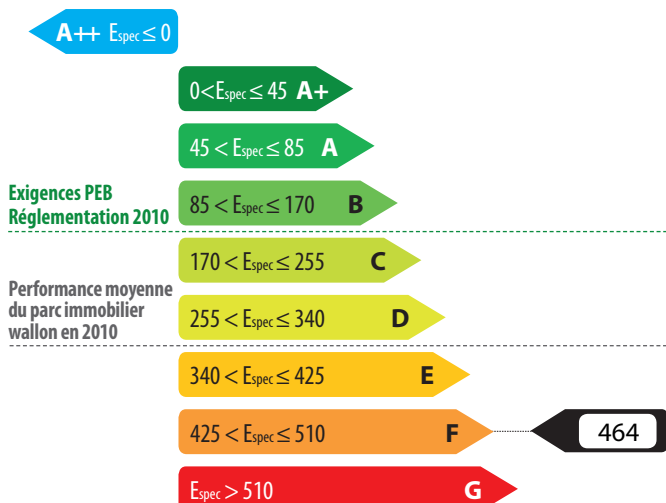 A++ Espec ≤ 0
0<Espec ≤ 45 A+
45 < Espec ≤ 85 A
Exigences PEB
Réglementation 2010
85 < Espec ≤ 170 B
170 < Espec ≤ 255 C
Performance moyenne
du parc immobilier
wallon en 2010
255 < Espec ≤ 340 D
340 < Espec ≤ 425 E
425 < Espec ≤ 510 F
464
Espec > 510 G